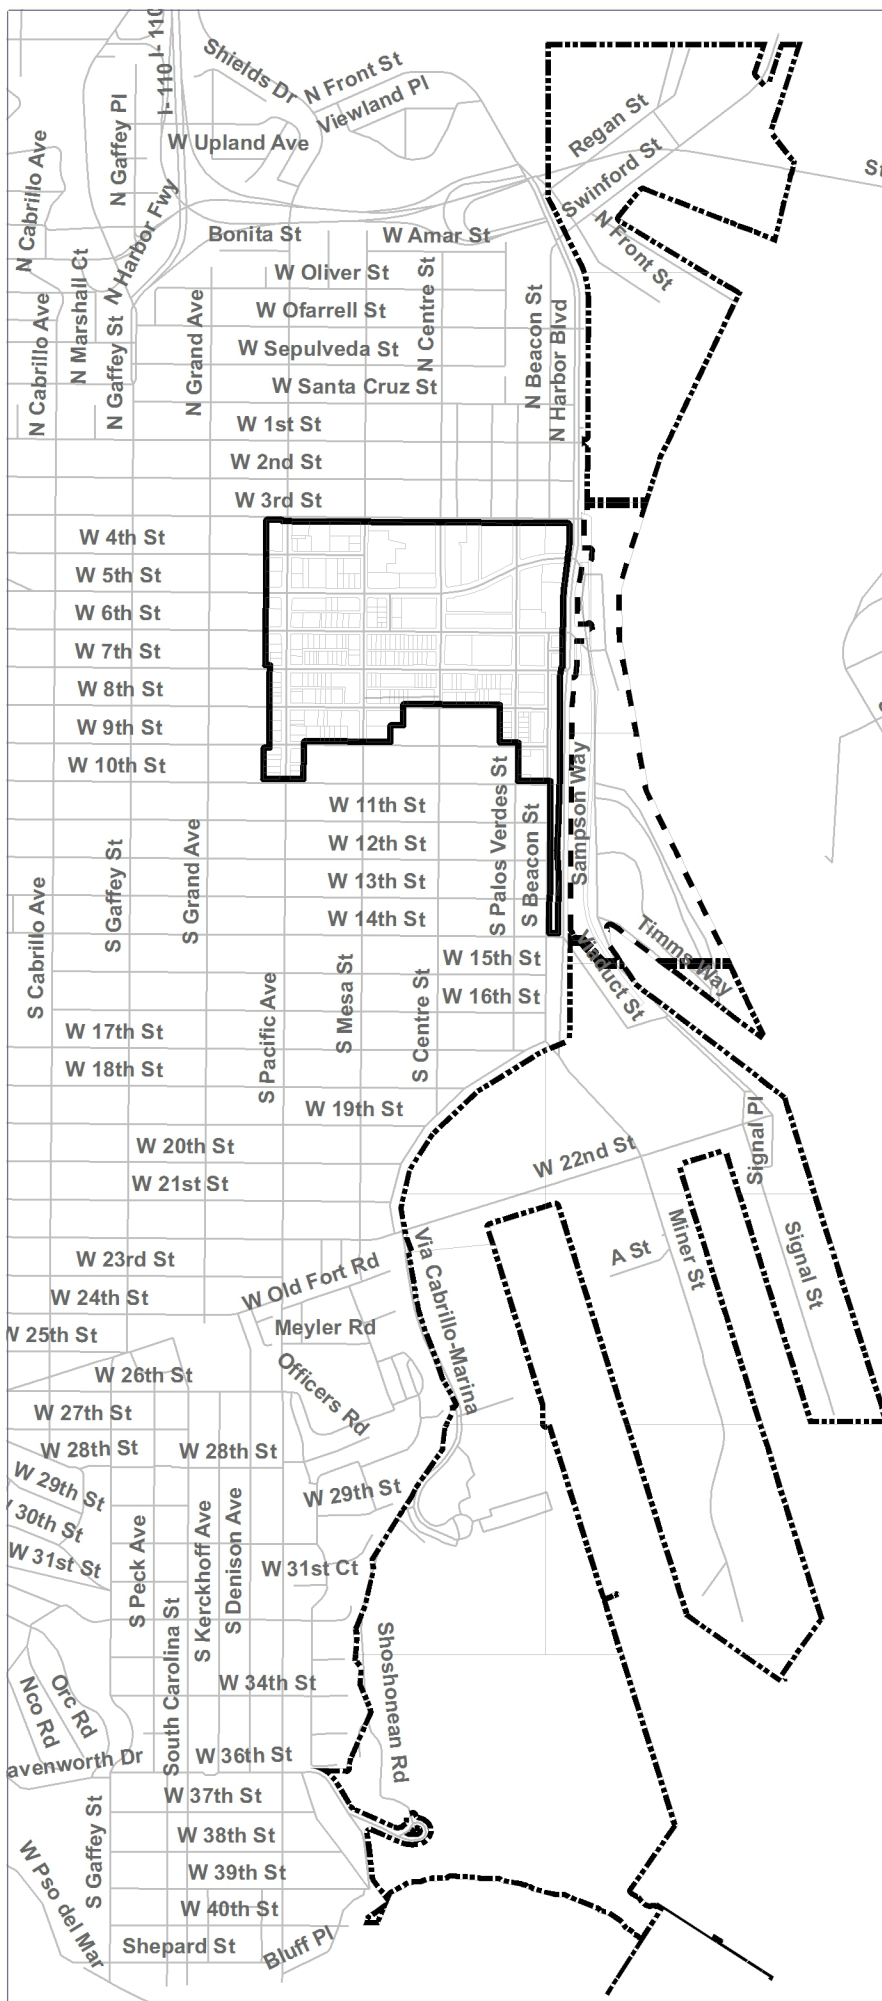 I- 110
I- 110
Shields Dr
N Front St
Viewland Pl
N Gaffey Pl
W Upland Ave
Regan St
N Cabrillo Ave
Swinford St
St
N Harbor Fwy
Bonita St
W Amar St
N Front St
N Marshall Ct
W Oliver St
N Centre St
N Cabrillo Ave
N Gaffey St
N Grand Ave
W Ofarrell St
N Beacon St
N Harbor Blvd
W Sepulveda St
W Santa Cruz St
W 1st St
W 2nd St
W 3rd St
W 4th St
W 5th St
W 6th St
W 7th St
W 8th St
W 9th St
W 10th St
Sampson Way
W 11th St
S Palos Verdes St
S Beacon St
W 12th St
S Gaffey St
S Grand Ave
W 13th St
S Cabrillo Ave
W 14th St
Timms Way
Viaduct St
W 15th St
S Mesa St
S Centre St
W 16th St
S Pacific Ave
W 17th St
W 18th St
W 19th St
Signal Pl
W 20th St
W 22nd St
W 21st St
Miner St
Signal St
A St
W 23rd St
Via Cabrillo-Marina
W Old Fort Rd
W 24th St
Meyler Rd
W 25th St
W 26th St
Officers Rd
W 27th St
W 28th St
W 28th St
W 29th St
W 29th St
30th St
W 31st St
S Peck Ave
S Kerckhoff Ave
S Denison Ave
W 31st Ct
South Carolina St
Shoshonean Rd
W 34th St
Orc Rd
Nco Rd
avenworth Dr
W 36th St
W 37th St
S Gaffey St
W 38th St
W Pso del Mar
W 39th St
W 40th St
Shepard St
Bluff Pl